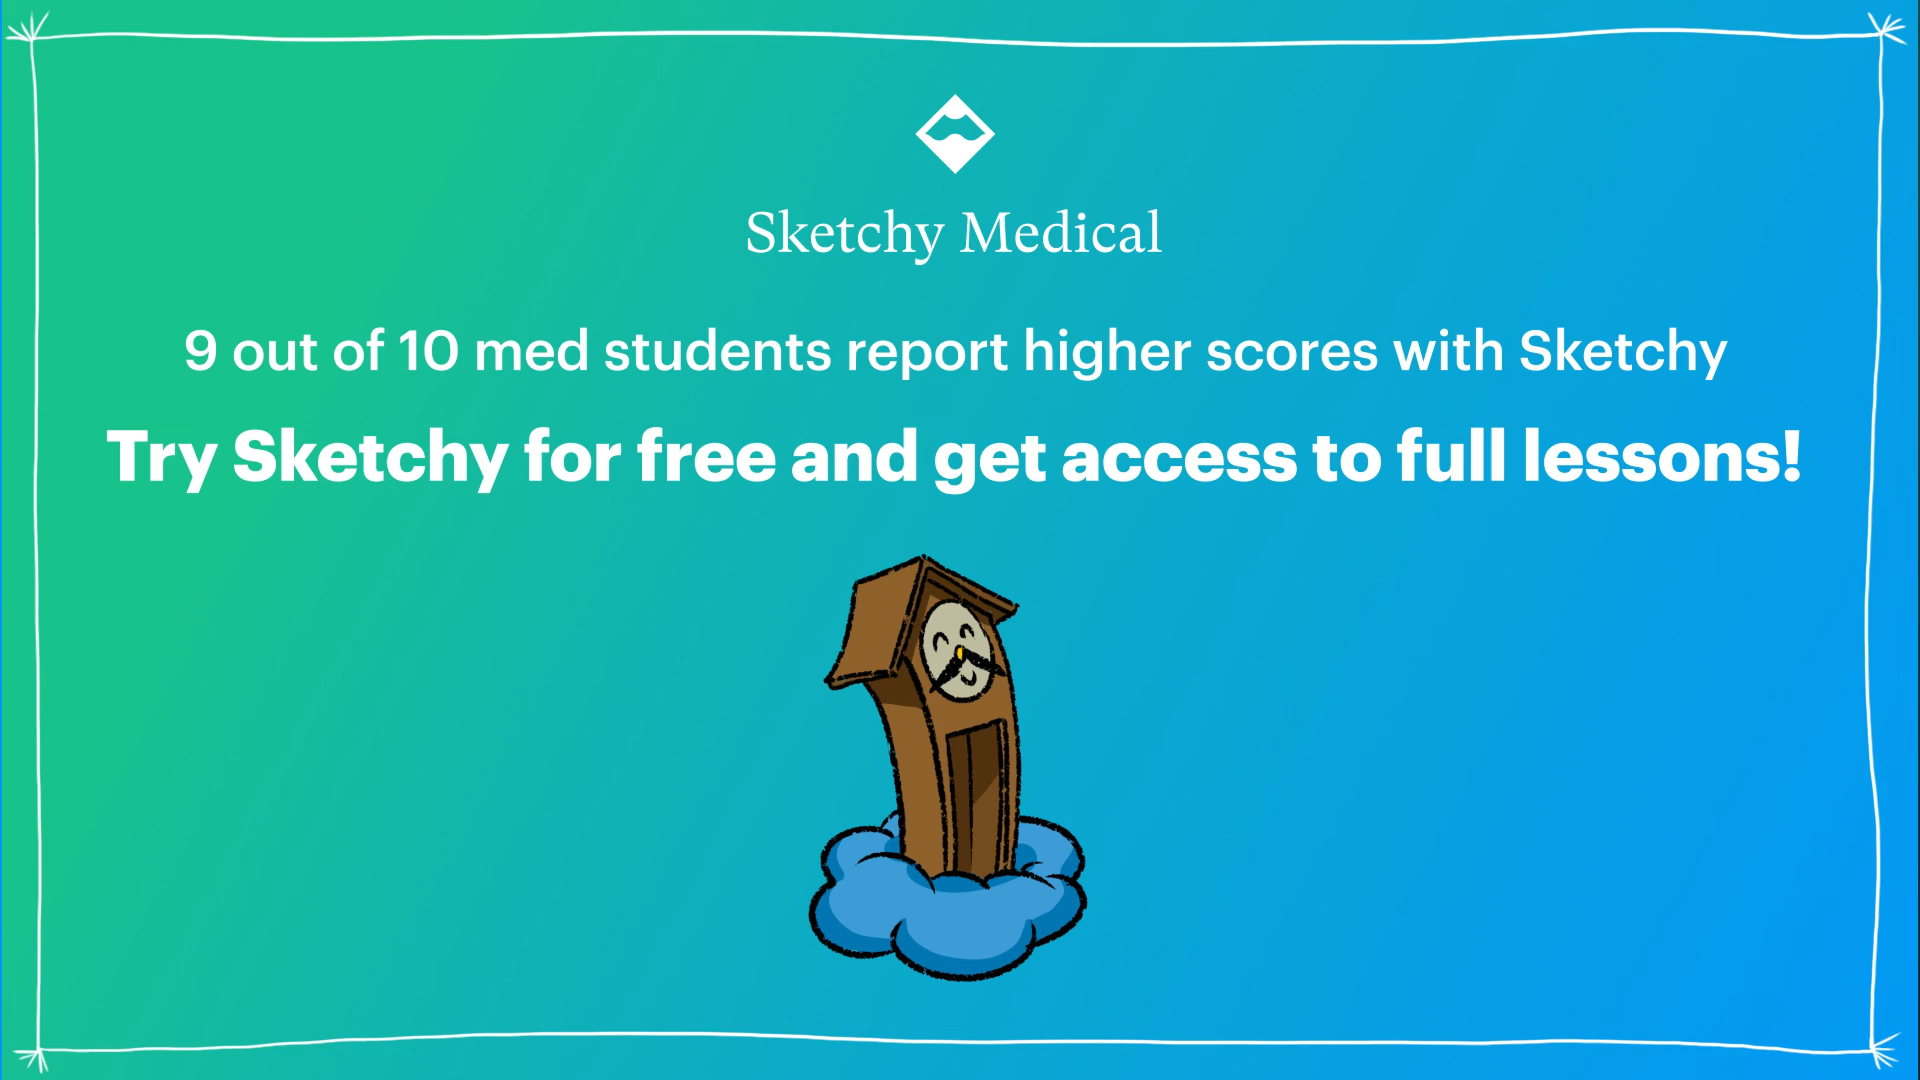 Sketchy Medical
9 out of 10 med students report higher scores with Sketchy
Try Sketchy for free and get access to full lessons!